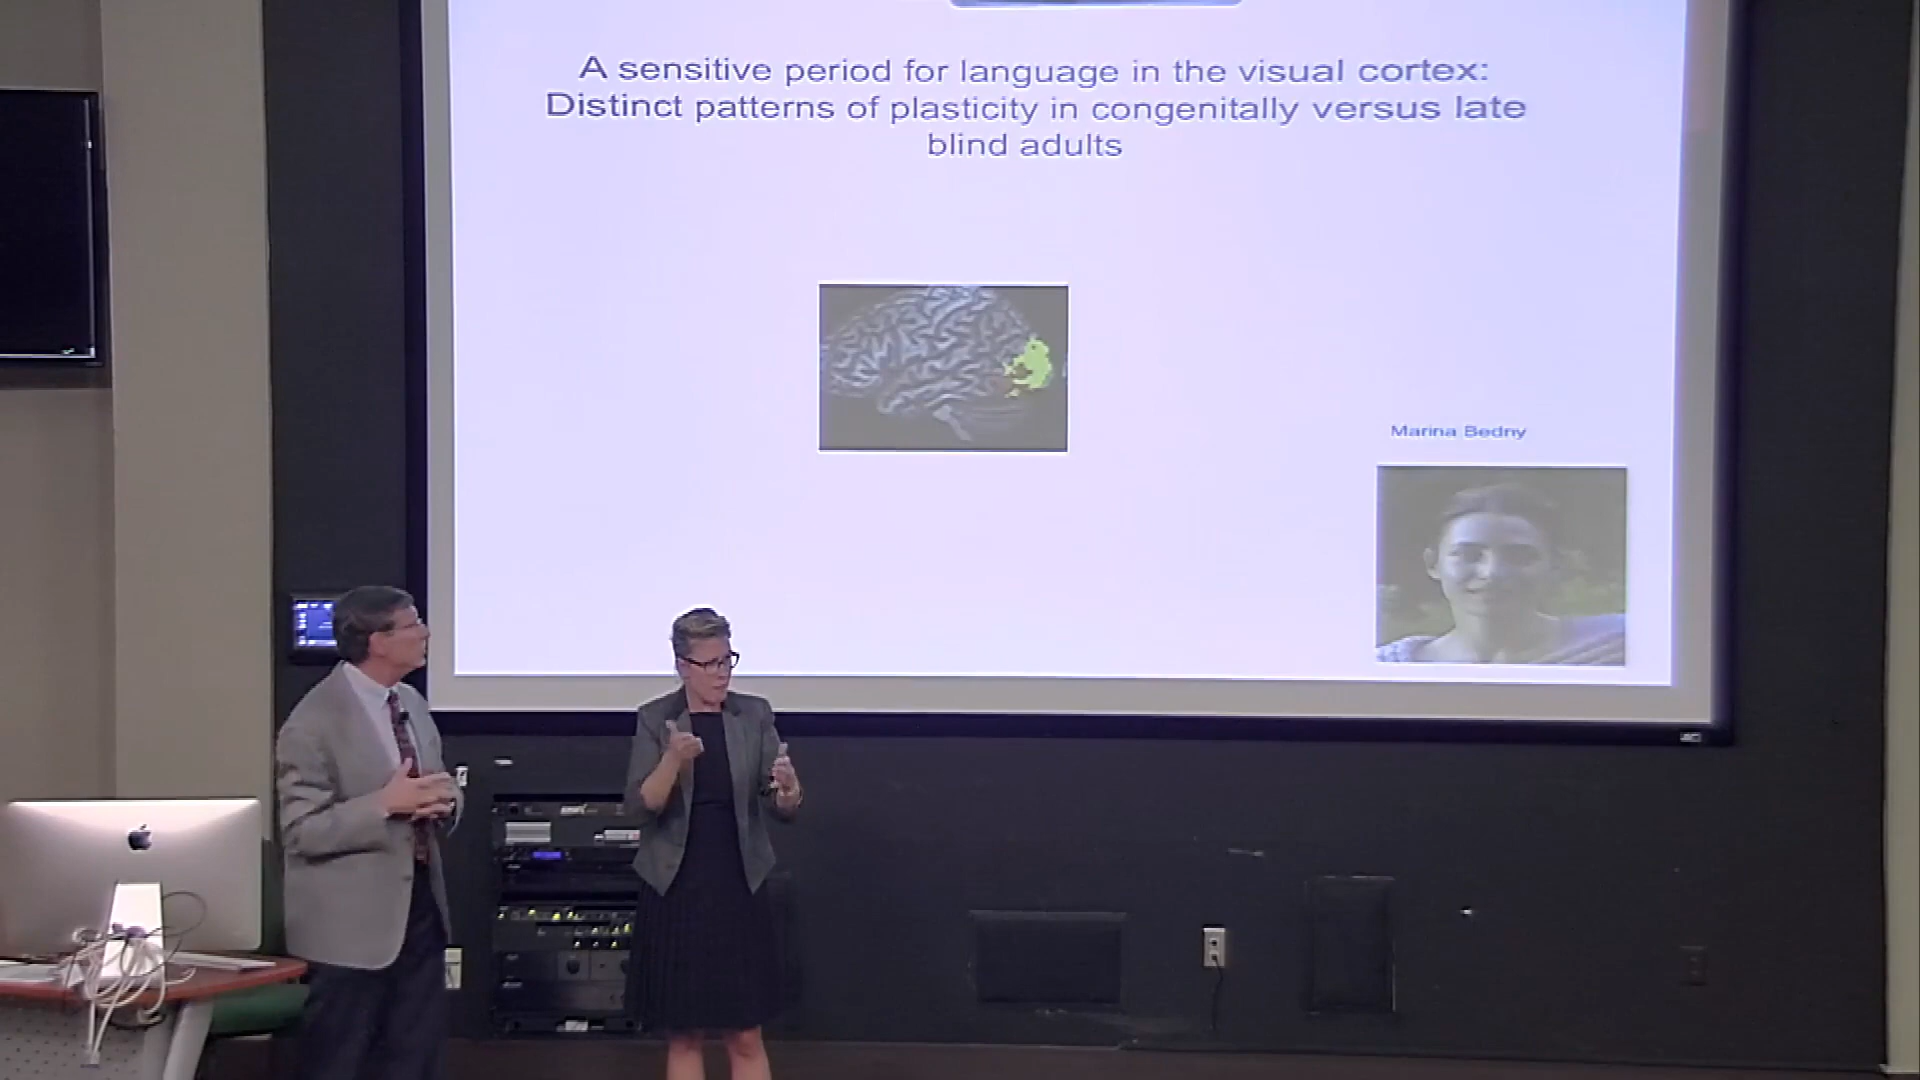 A sensitive period for language in the visual cortex:
Distinct patterns of plasticity in congenitally versus late
blind adults
Marina Bedny